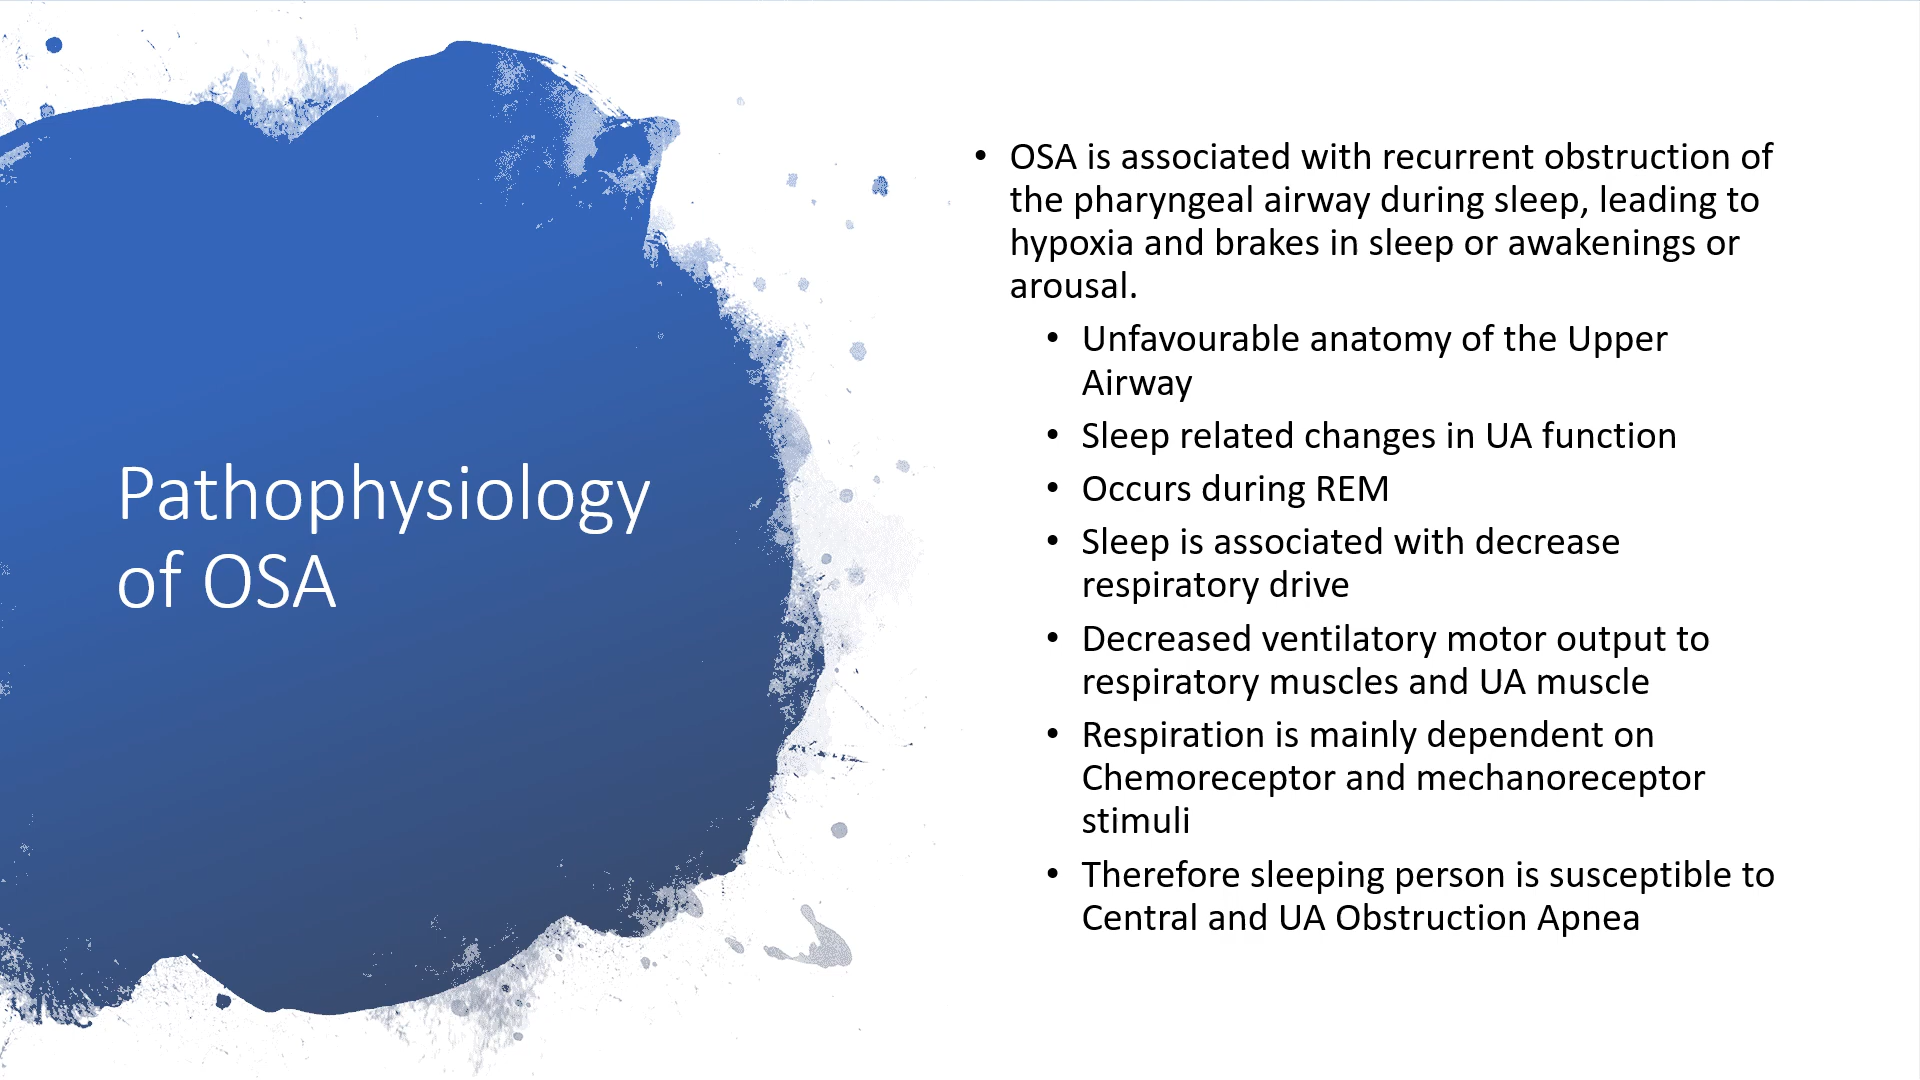 Pathophysiology
of OSA
• OSA is associated with recurrent obstruction of
the pharyngeal airway during sleep, leading to
hypoxia and brakes in sleep or awakenings or
arousal.
• Unfavourable anatomy of the Upper
Airway
• Sleep related changes in UA function
• Occurs during REM
• Sleep is associated with decrease
respiratory drive
• Decreased ventilatory motor output to
respiratory muscles and UA muscle
• Respiration is mainly dependent on
Chemoreceptor and mechanoreceptor
stimuli
• Therefore sleeping person is susceptible to
Central and UA Obstruction Apnea